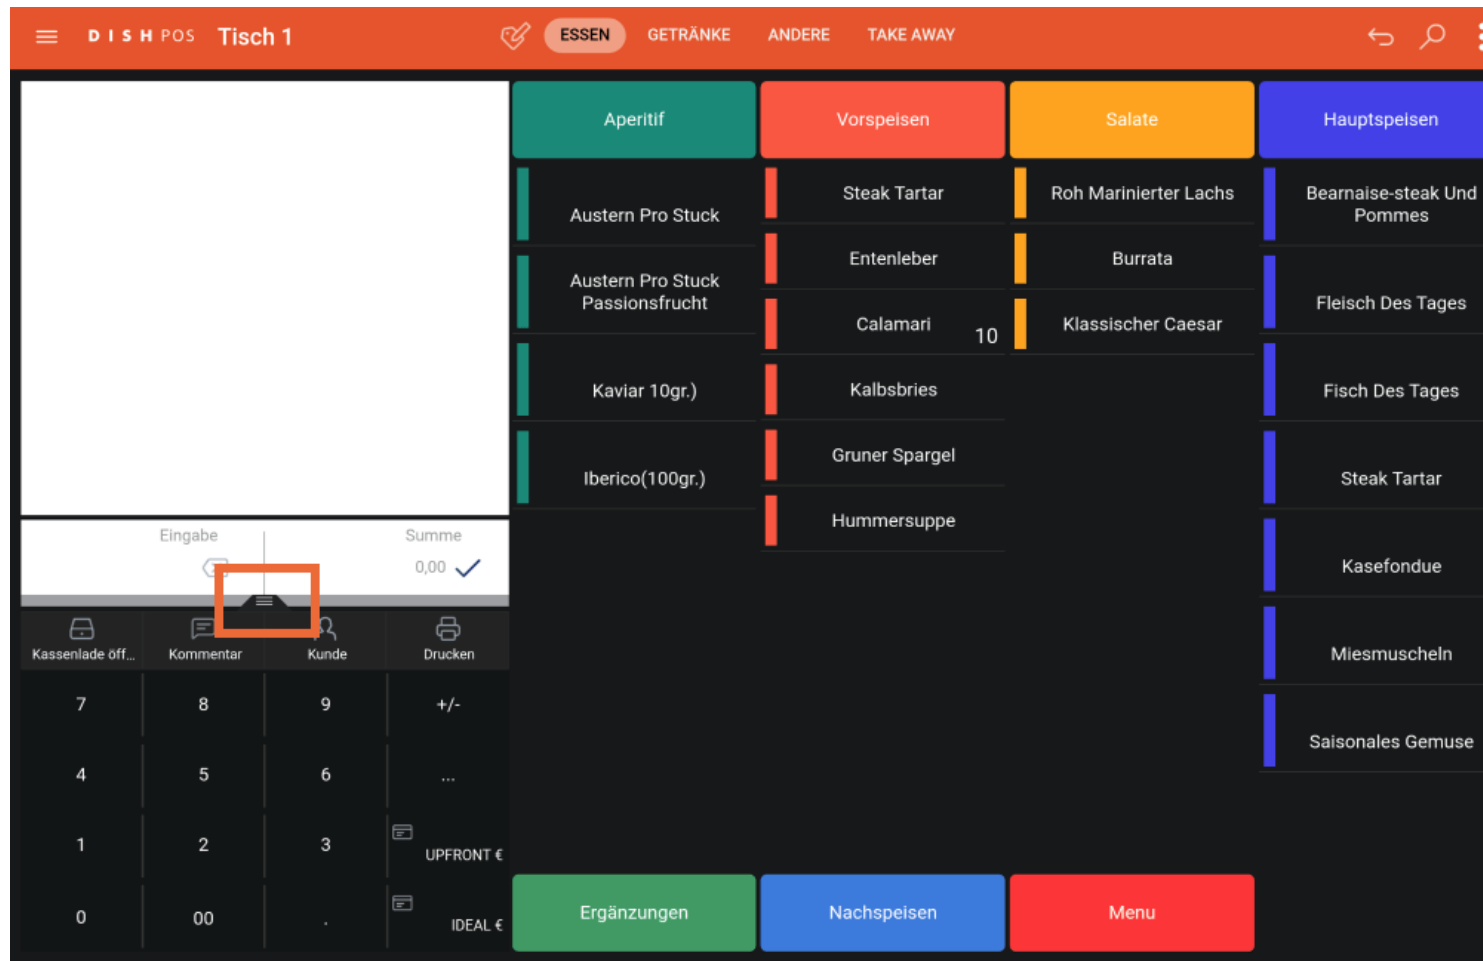 DISH POS Tisch 1
ESSEN GETRÄNKE ANDERE TAKE AWAY
Aperitif
Austern Pro Stuck
Austern Pro Stuck
Passionsfrucht
Kaviar 10gr.)
Iberico(100gr.)
Vorspeisen
Steak Tartar
Entenleber
Calamari 10
Kalbsbries
Gruner Spargel
Hummersuppe
Salate
Roh Marinierter Lachs
Burrata
Klassischer Caesar
Hauptspeisen
Bearnaise-steak Und
Pommes
Fleisch Des Tages
Fisch Des Tages
Steak Tartar
Kasefondue
Miesmuscheln
Saisonales Gemuse
Eingabe Summe
0,00
Kassenlade öff... Kommentar Kunde Drucken
7 8 9 +/-
4 5 6 ...
1 2 3 UPFRONT €
0 00 . IDEAL €
Ergänzungen Nachspeisen Menu